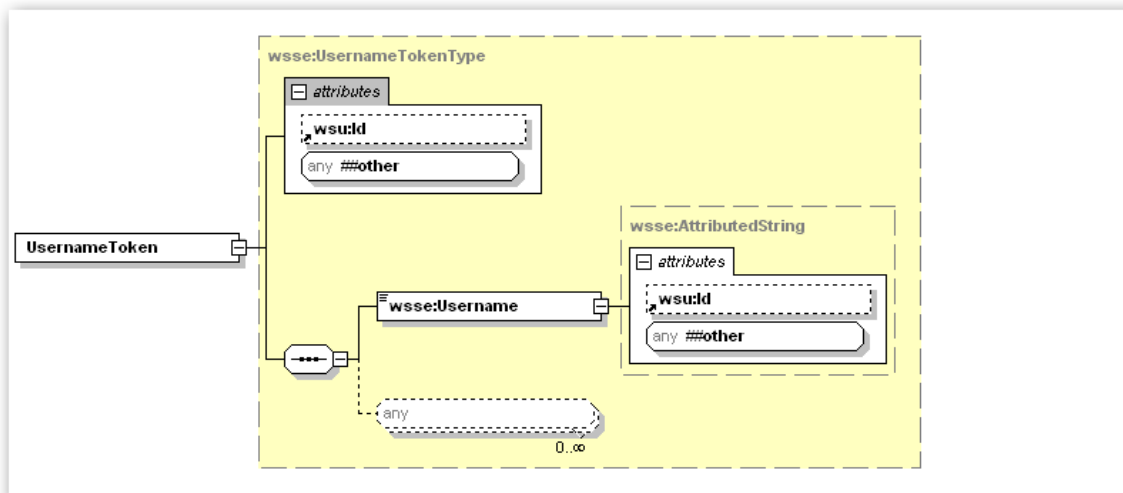 wsse:UsernameTokenType
attributes
wsu:Id
any ##other
UsernameToken
wsse:AttributedString
attributes
wsse:Username
wsu:Id
any ##other
any
0..∞